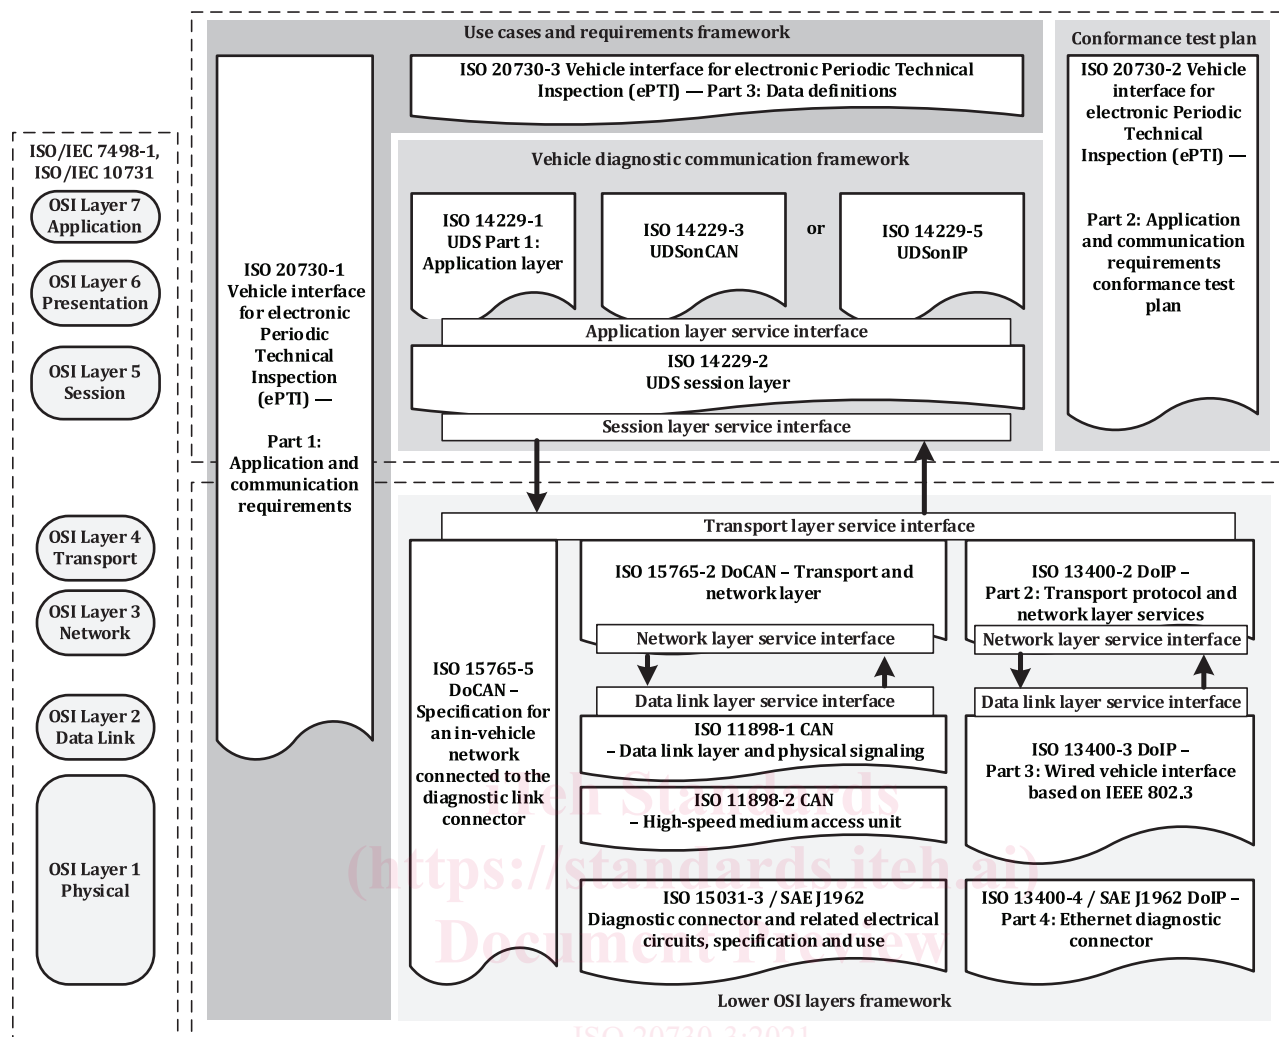 Use cases and requirements framework
Conformance test plan
ISO 20730-3 Vehicle interface for electronic Periodic Technical
Inspection (ePTI) — Part 3: Data definitions
ISO 20730-2 Vehicle
interface for
electronic Periodic
Technical
Inspection (ePTI) —
Part 2: Application
and communication
requirements
conformance test
plan
ISO/IEC 7498-1,
ISO/IEC 10731
OSI Layer 7
Application
OSI Layer 6
Presentation
OSI Layer 5
Session
OSI Layer 4
Transport
OSI Layer 3
Network
OSI Layer 2
Data Link
OSI Layer 1
Physical
ISO 20730-1
Vehicle interface
for electronic
Periodic
Technical
Inspection
(ePTI) —
Part 1:
Application and
communication
requirements
Vehicle diagnostic communication framework
ISO 14229-1
UDS Part 1:
Application layer
ISO 14229-3
UDSonCAN
or
ISO 14229-5
UDSonIP
Application layer service interface
ISO 14229-2
UDS session layer
Session layer service interface
Transport layer service interface
ISO 15765-5
DoCAN –
Specification for
an in-vehicle
network
connected to the
diagnostic link
connector
ISO 15765-2 DoCAN – Transport and
network layer
Network layer service interface
Data link layer service interface
ISO 11898-1 CAN
– Data link layer and physical signaling
ISO 11898-2 CAN
– High-speed medium access unit
ISO 15031-3 / SAE J1962
Diagnostic connector and related electrical
circuits, specification and use
ISO 13400-2 DoIP –
Part 2: Transport protocol and
network layer services
Network layer service interface
Data link layer service interface
ISO 13400-3 DoIP –
Part 3: Wired vehicle interface
based on IEEE 802.3
ISO 13400-4 / SAE J1962 DoIP –
Part 4: Ethernet diagnostic
connector
Lower OSI layers framework
iTeh Standards
(https://standards.iteh.ai)
Document Preview
ISO 20730-3:2021